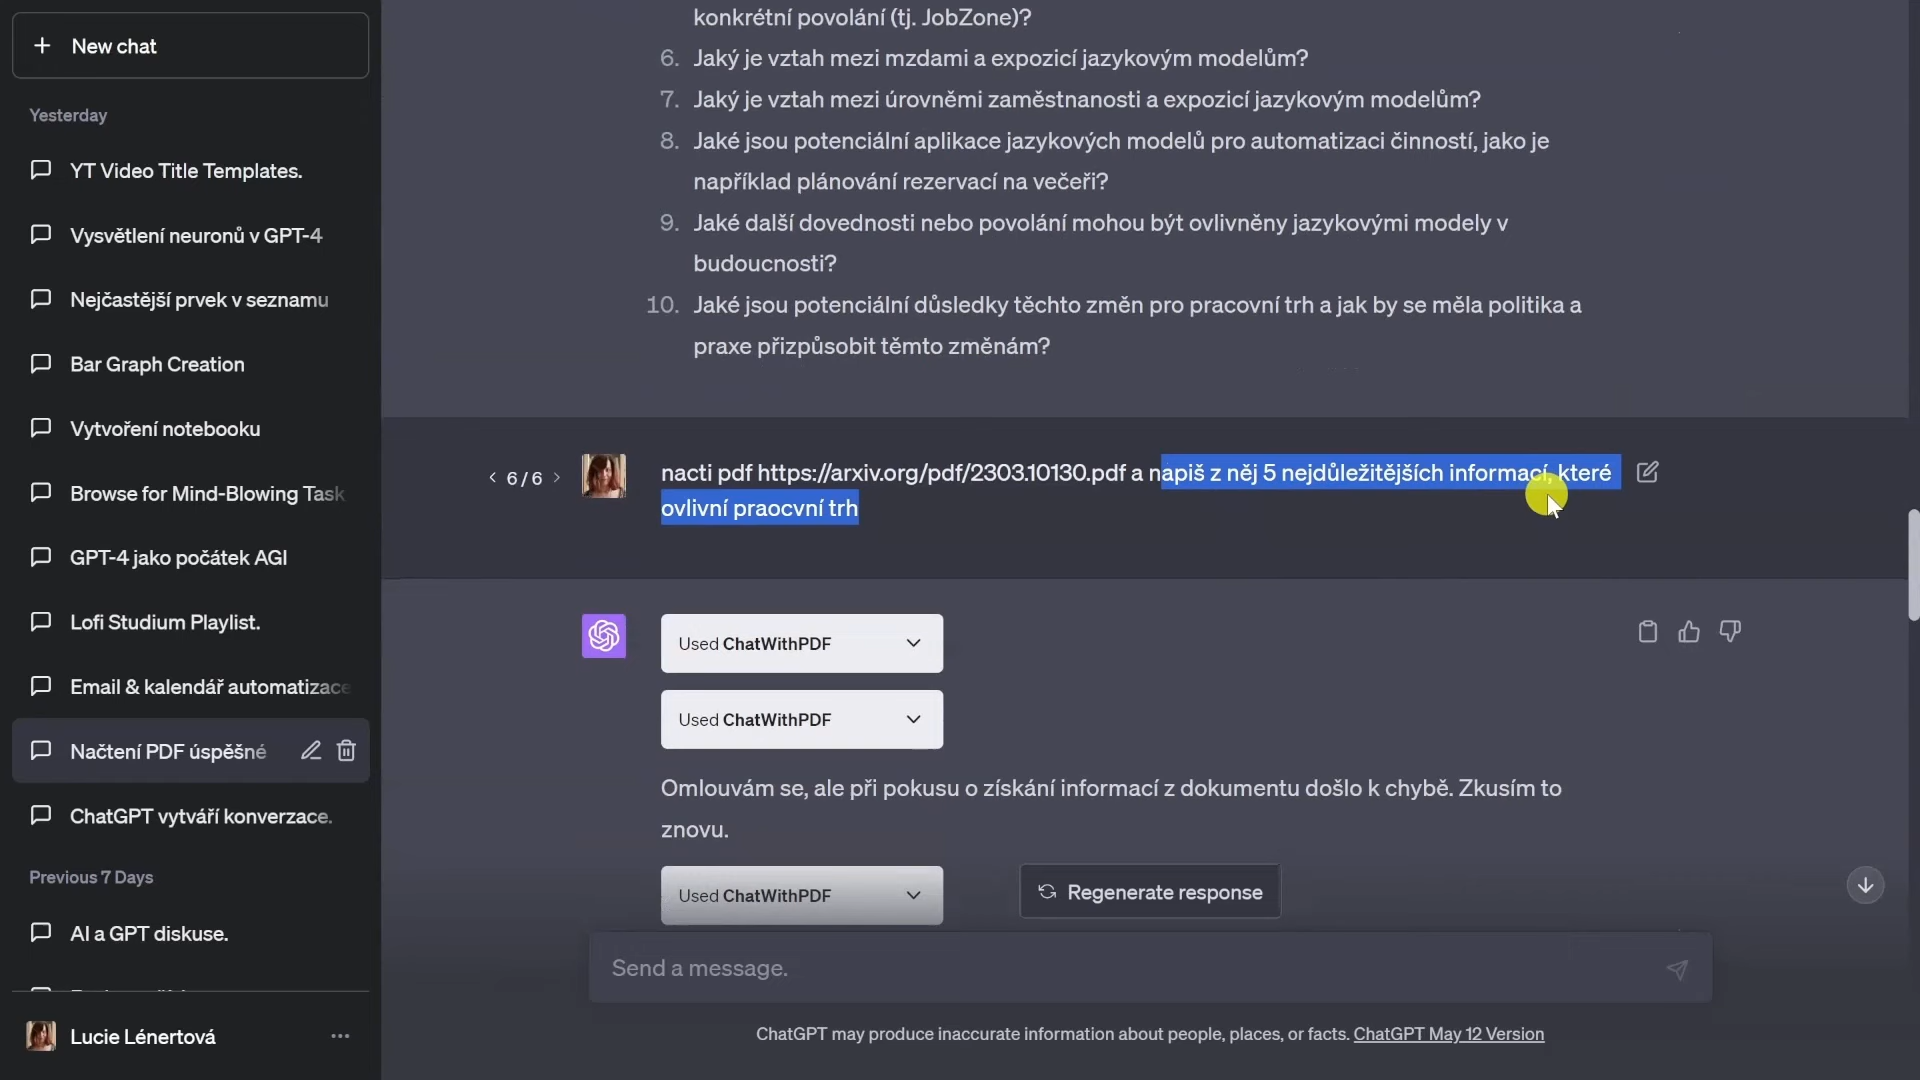 New chat
Yesterday
YT Video Title Templates.
Vysvětlení neuronů v GPT-4
Nejčastější prvek v seznamu
Bar Graph Creation
Vytvoření notebooku
Browse for Mind-Blowing Task
GPT-4 jako počátek AGI
Lofi Studium Playlist.
Email & kalendář automatizace
Načtení PDF úspěšné
ChatGPT vytváří konverzace.
Previous 7 Days
AI a GPT diskuse.
Lucie Lénertová
konkrétní povolání (tj. JobZone)?
6. Jaký je vztah mezi mzdami a expozicí jazykovým modelům?
7. Jaký je vztah mezi úrovněmi zaměstnanosti a expozicí jazykovým modelům?
8. Jaké jsou potenciální aplikace jazykových modelů pro automatizaci činností, jako je
například plánování rezervací na večeři?
9. Jaké další dovednosti nebo povolání mohou být ovlivněny jazykovými modely v
budoucnosti?
10. Jaké jsou potenciální důsledky těchto změn pro pracovní trh a jak by se měla politika a
praxe přizpůsobit těmto změnám?
6 / 6
nacti pdf https://arxiv.org/pdf/2303.10130.pdf a napiš z něj 5 nejdůležitějších informací, které
ovlivní praocvní trh
Used ChatWithPDF
Used ChatWithPDF
Omlouvám se, ale při pokusu o získání informací z dokumentu došlo k chybě. Zkusím to
znovu.
Used ChatWithPDF
Regenerate response
Send a message.
ChatGPT may produce inaccurate information about people, places, or facts. ChatGPT May 12 Version